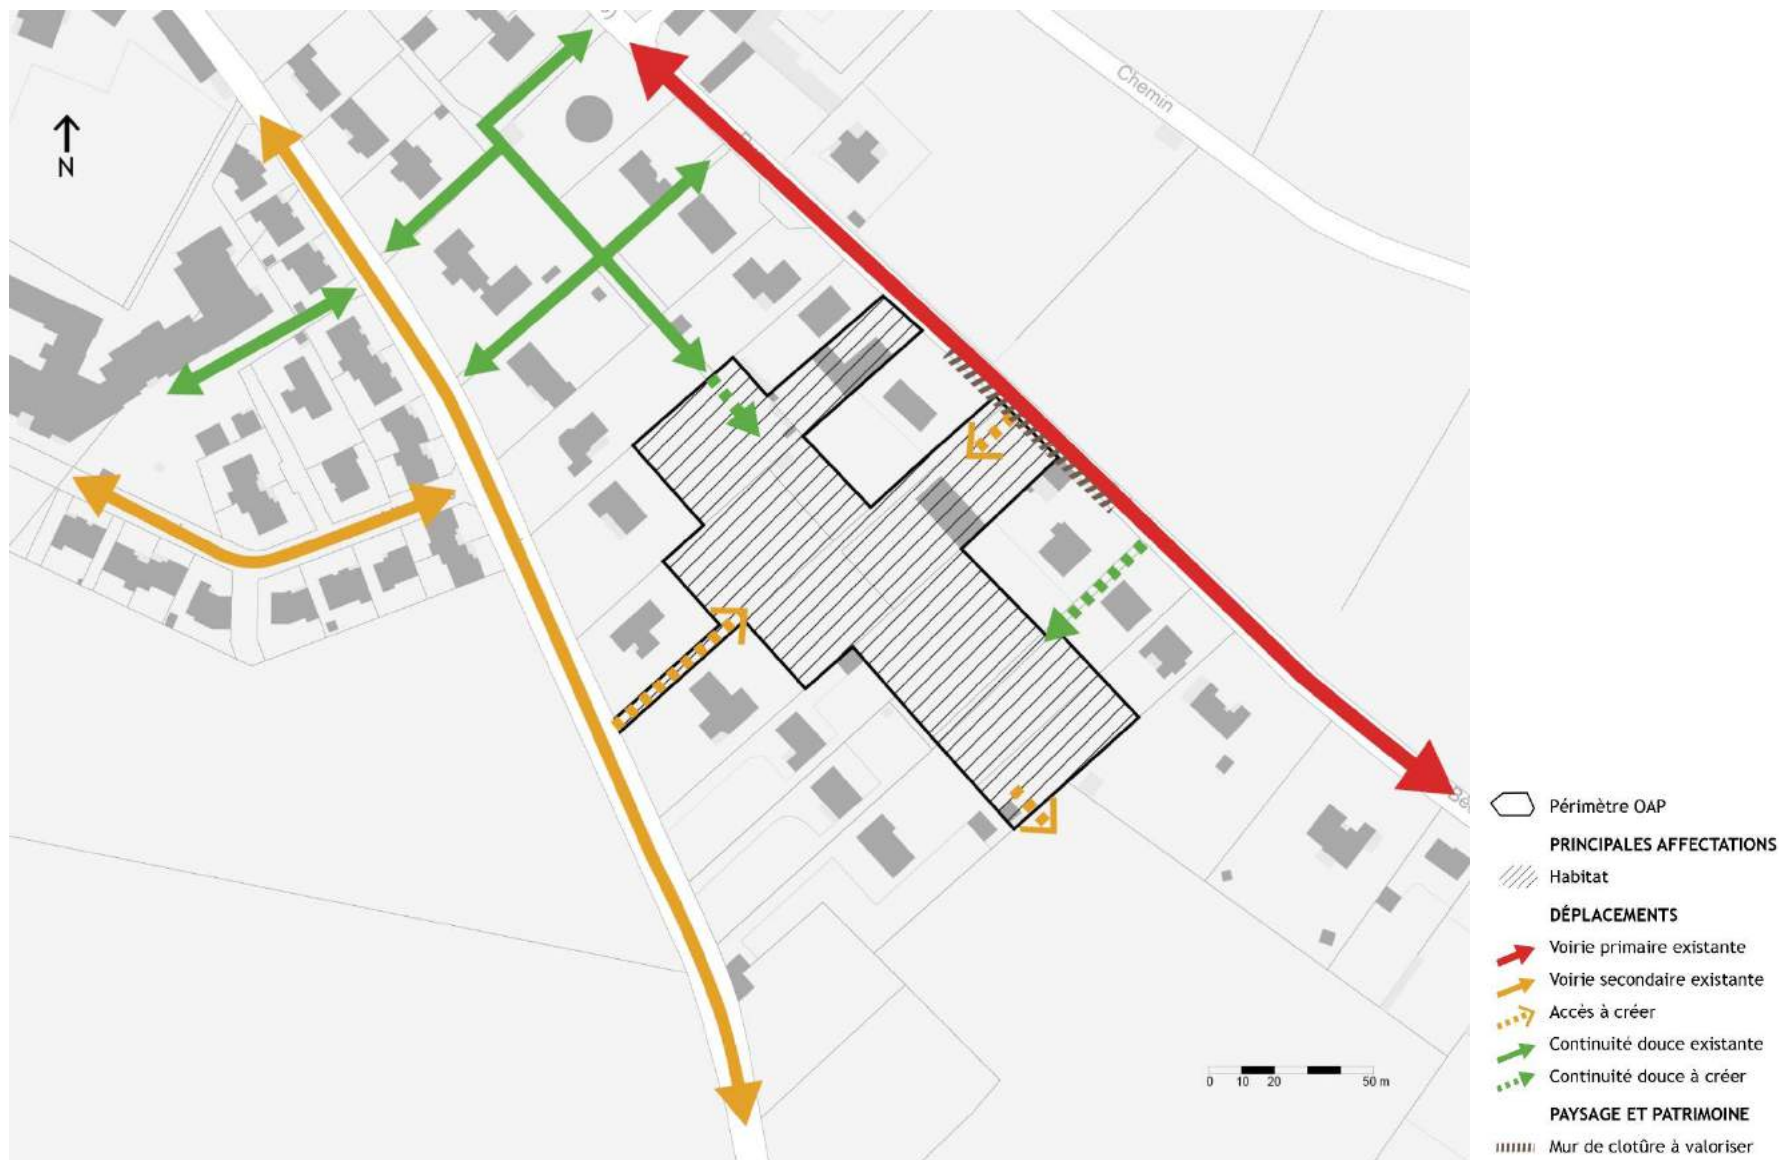 Chemin
N
Périmètre OAP
PRINCIPALES AFFECTATIONS
Habitat
DÉPLACEMENTS
Voirie primaire existante
Voirie secondaire existante
Accès à créer
Continuité douce existante
Continuité douce à créer
0 10 20 50 m
PAYSAGE ET PATRIMOINE
Mur de clotûre à valoriser